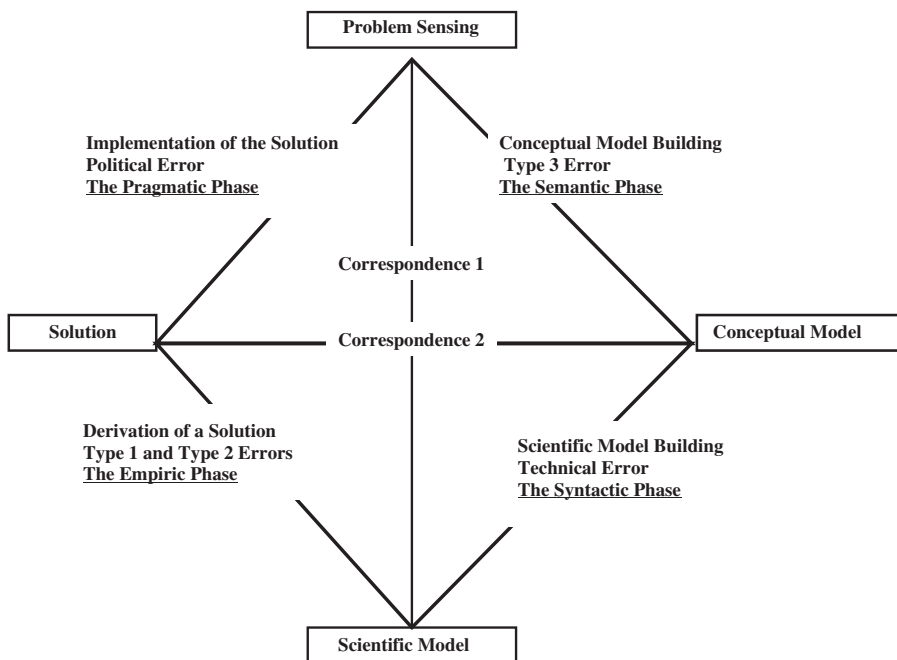 Problem Sensing
Implementation of the Solution
Political Error
The Pragmatic Phase
Conceptual Model Building
Type 3 Error
The Semantic Phase
Correspondence 1
Solution
Correspondence 2
Conceptual Model
Derivation of a Solution
Type 1 and Type 2 Errors
The Empiric Phase
Scientific Model Building
Technical Error
The Syntactic Phase
Scientific Model